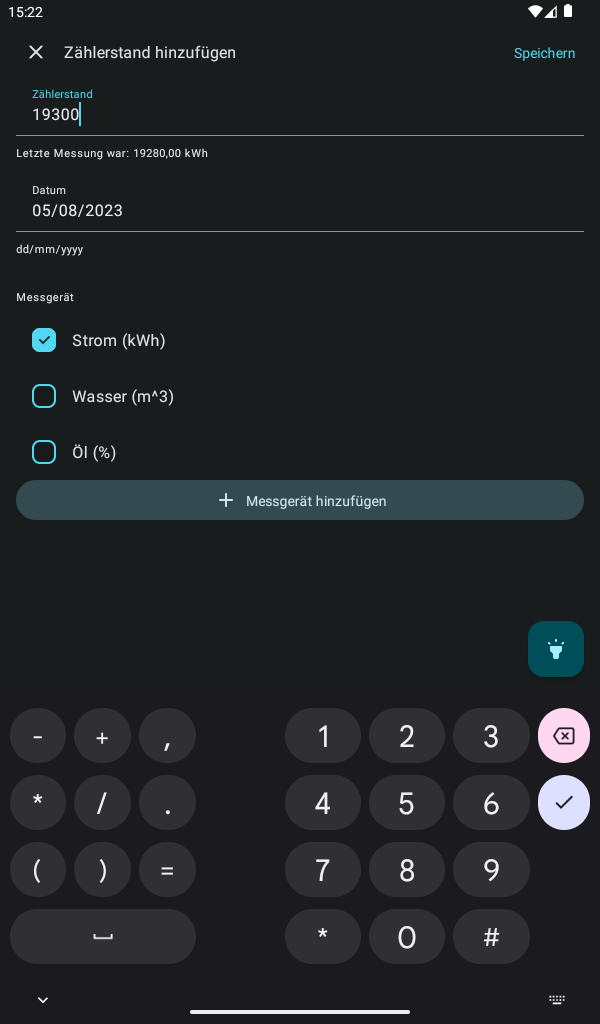 15:22
Zählerstand hinzufügen
Speichern
Zählerstand
19300
Letzte Messung war: 19280,00 kWh
Datum
05/08/2023
dd/mm/yyyy
Messgerät
Strom (kWh)
Wasser (m^3)
Öl (%)
Messgerät hinzufügen
- + , 1 2 3
* / . 4 5 6
( ) = 7 8 9
* 0 #